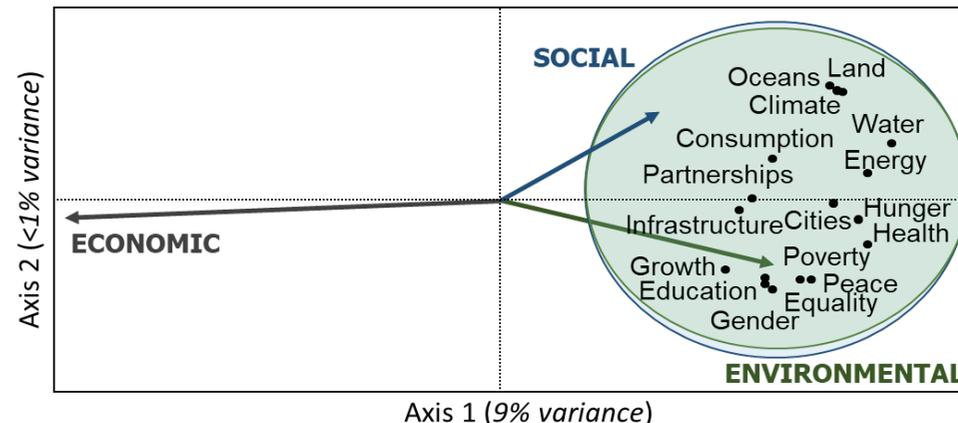 SOCIAL
Oceans Land
Climate
Water
Consumption
Energy
Partnerships
Infrastructure Cities Hunger
Health
ECONOMIC
Poverty
Growth
Education
Peace
Equality
Gender
ENVIRONMENTAL
Axis 2 (<1% variance)
Axis 1 (9% variance)